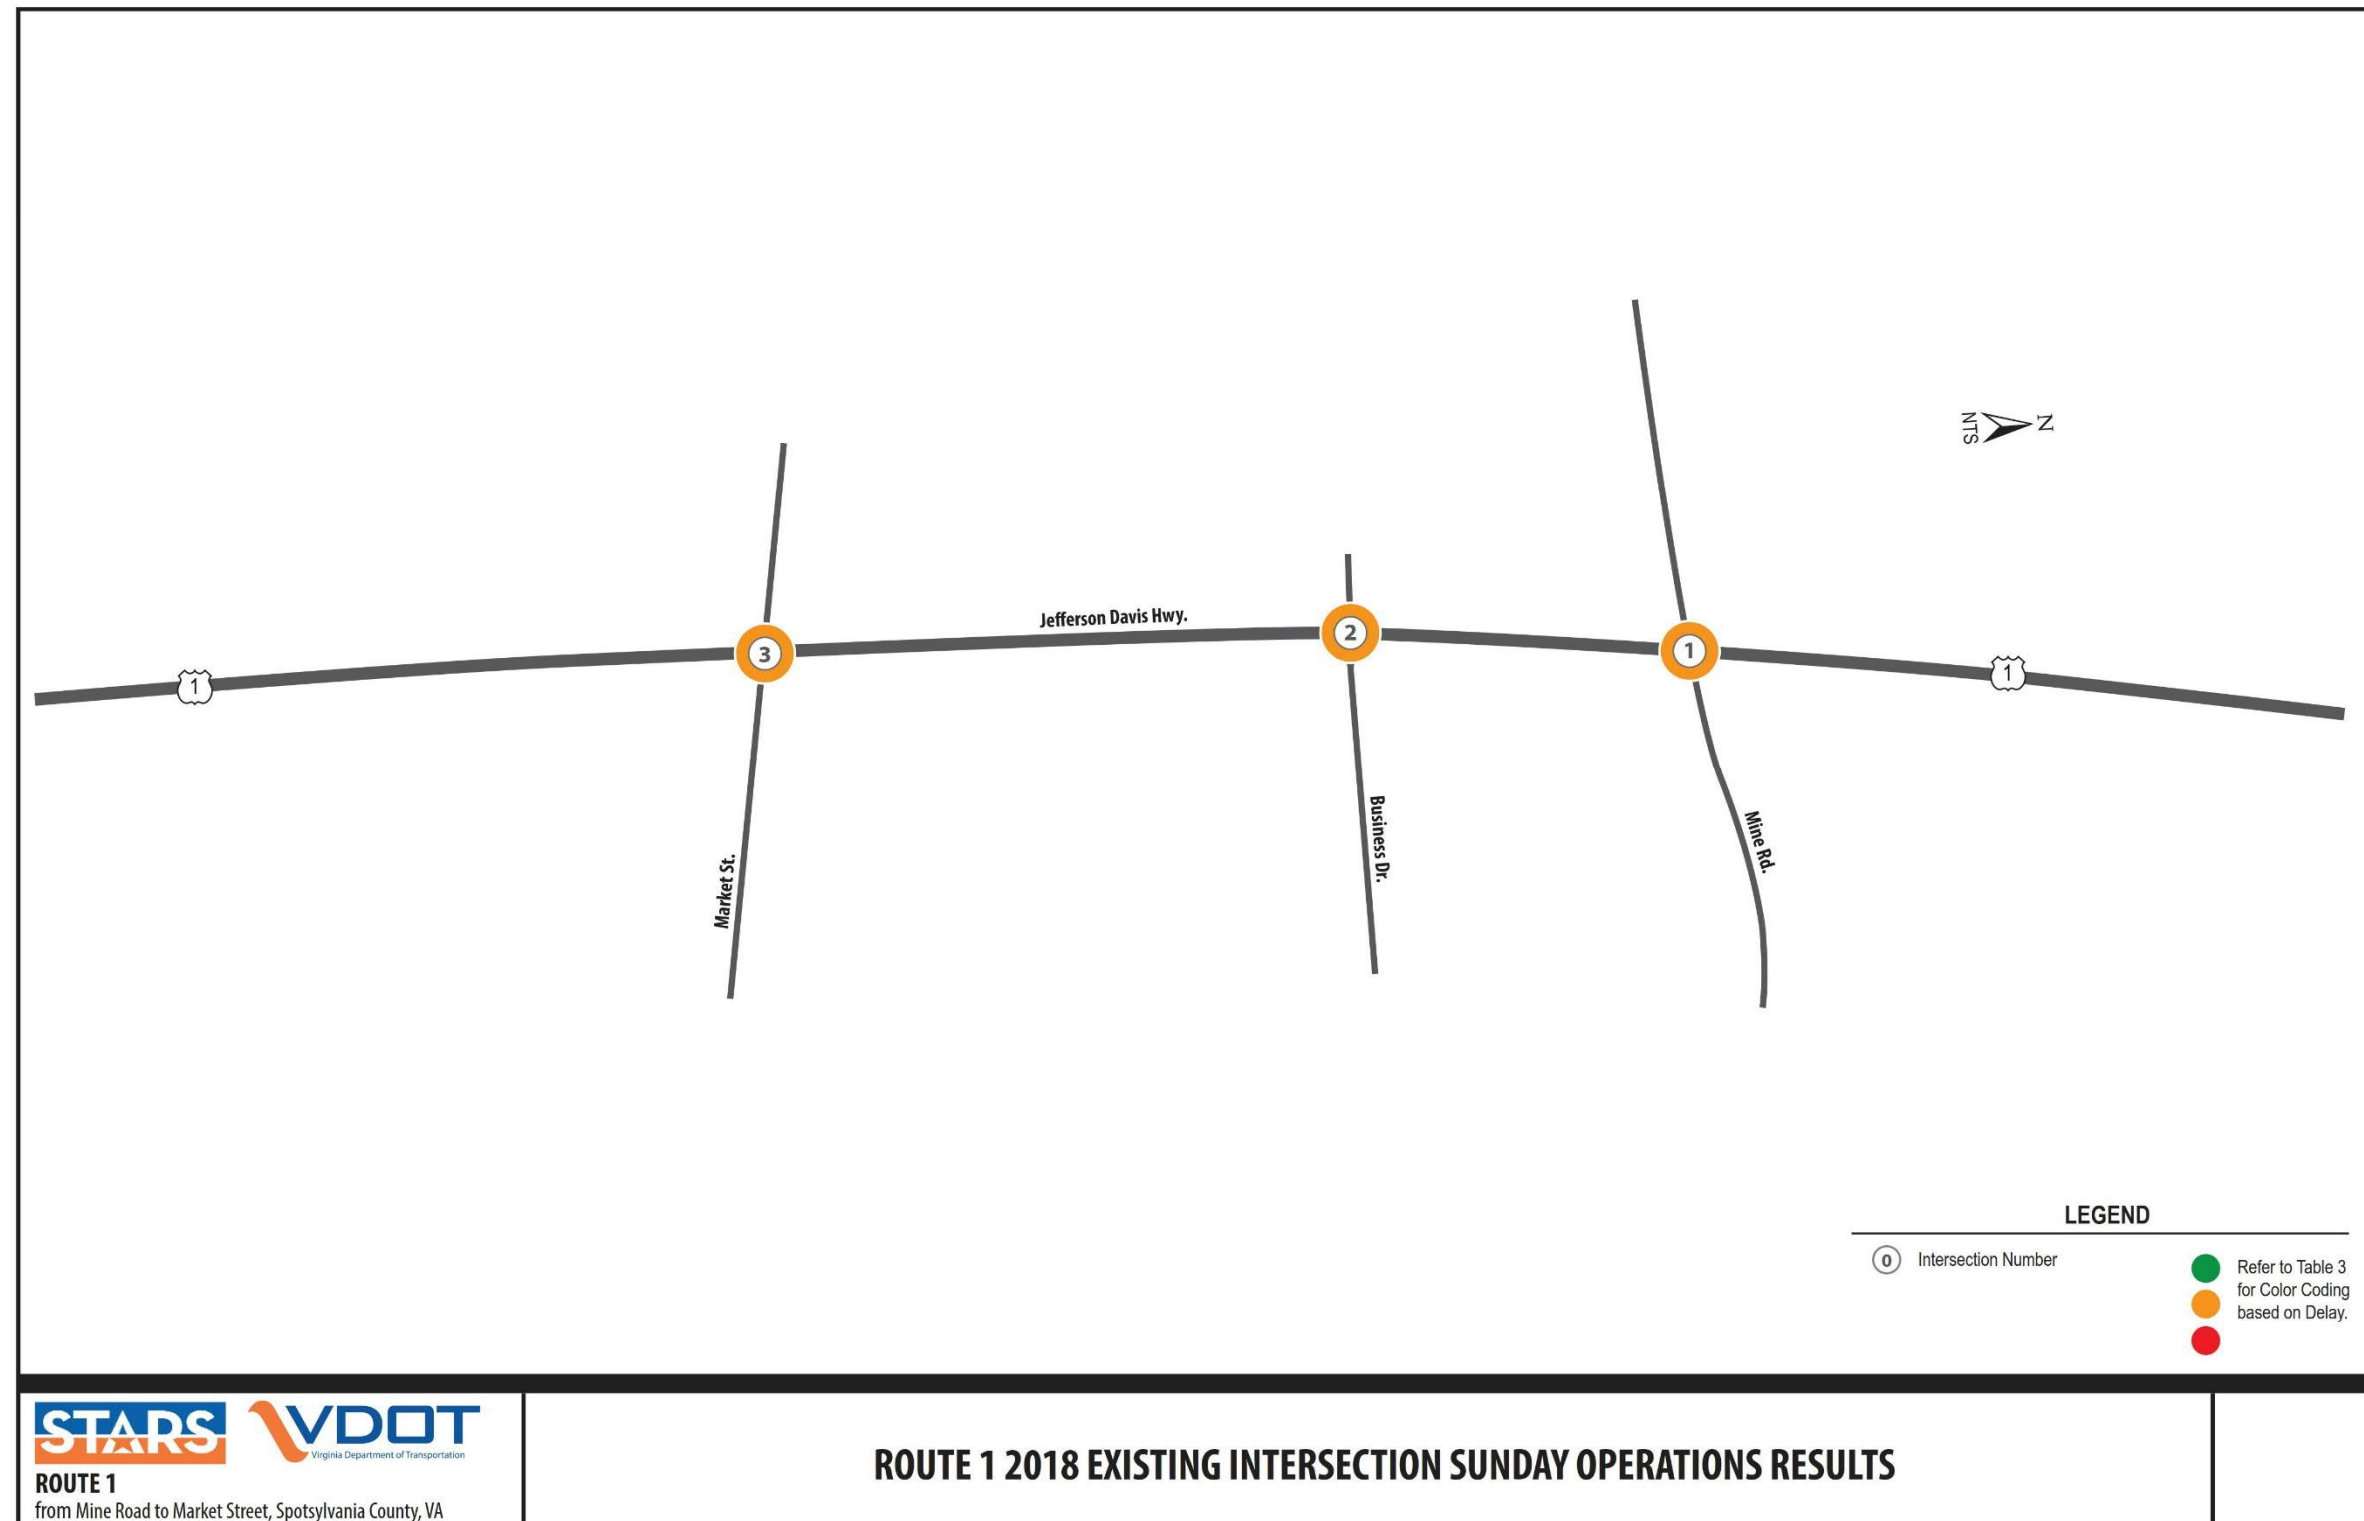 N
NTS
Jefferson Davis Hwy.
3
2
1
1
1
Market St.
Business Dr.
Mine Rd.
LEGEND
0 Intersection Number
Refer to Table 3
for Color Coding
based on Delay.
STARS
VDOT
Virginia Department of Transportation
ROUTE 1
from Mine Road to Market Street, Spotsylvania County, VA
ROUTE 1 2018 EXISTING INTERSECTION SUNDAY OPERATIONS RESULTS